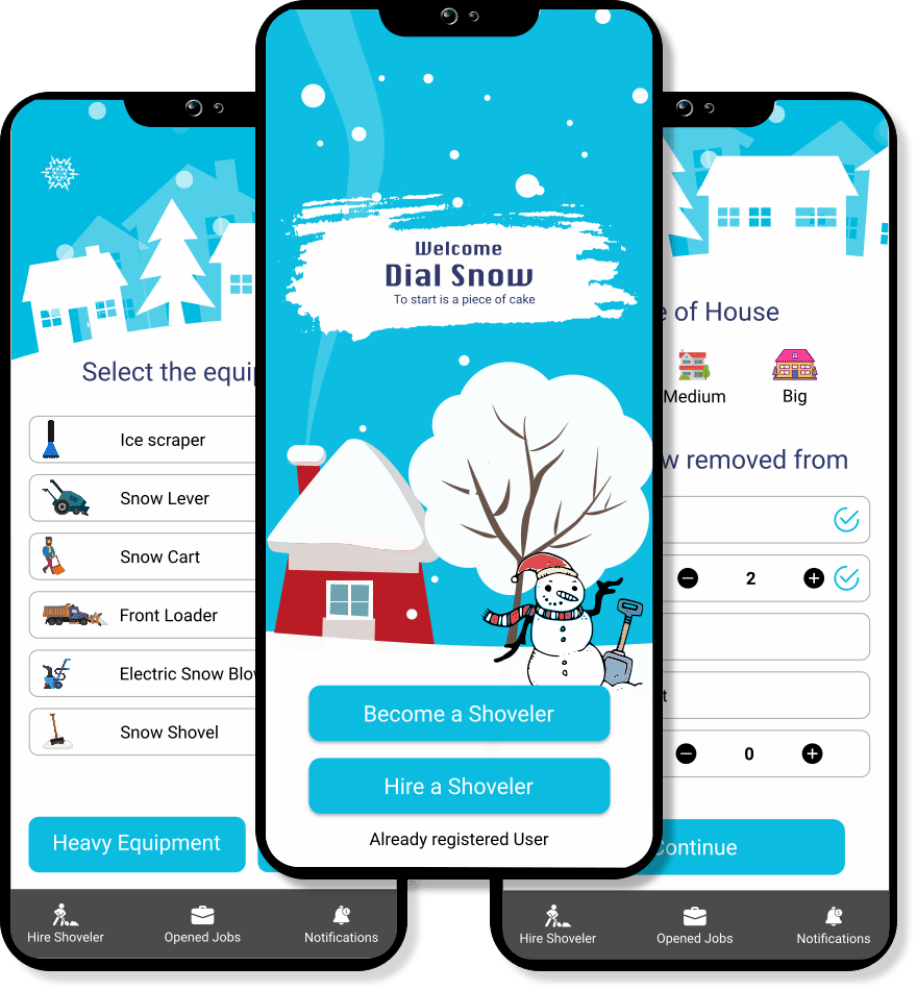 Welcome
Dial Snow
To start is a piece of cake
Become a Shoveler
Hire a Shoveler
Already registered User
Select the equi
Ice scraper
Snow Lever
Snow Cart
Front Loader
Electric Snow Blo
Snow Shovel
Heavy Equipment
Hire Shoveler
Opened Jobs
Notifications
e of House
Medium
Big
w removed from
2
t
0
Continue
Hire Shoveler
Opened Jobs
Notifications